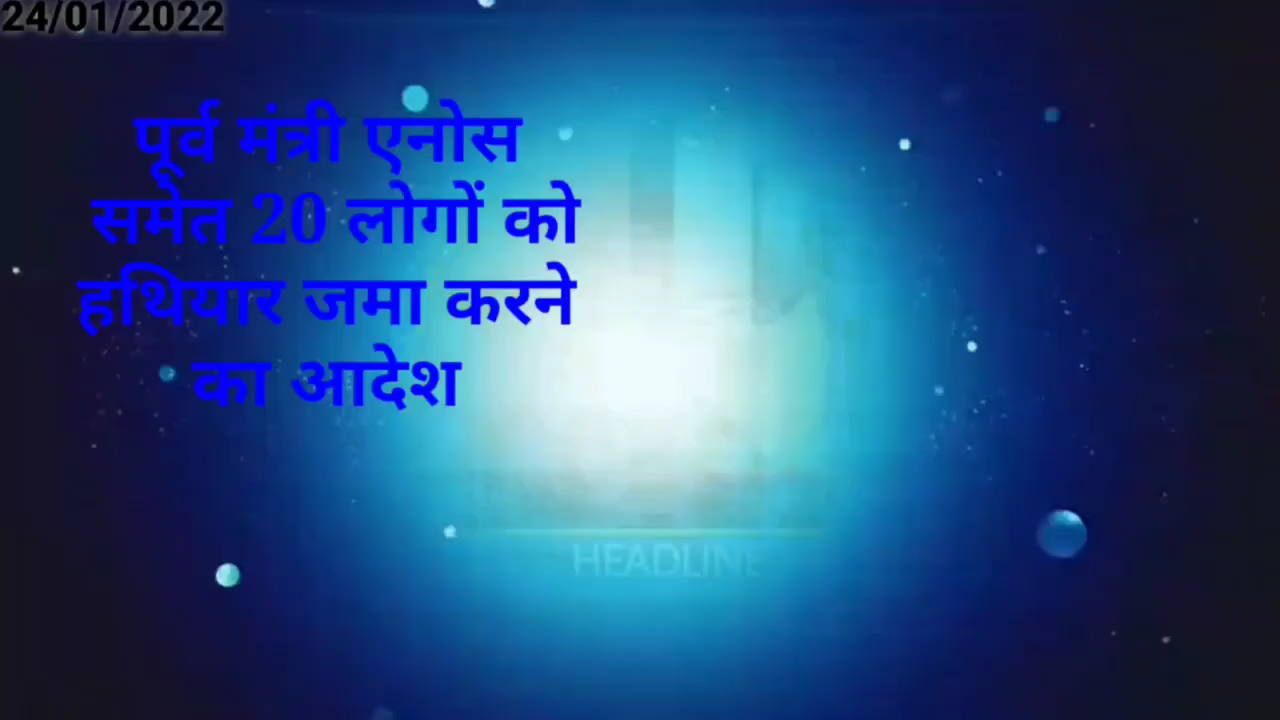 24/01/2022
पूर्व मंत्री एनोस
समेत 20 लोगों को
हथियार जमा करने
का आदेश
HEADLINE